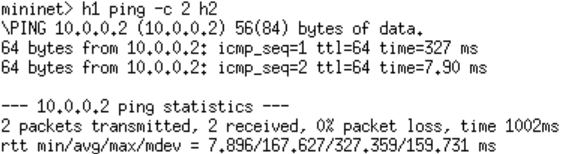 mininet> h1 ping -c 2 h2
\PING 10.0.0.2 (10.0.0.2) 56(84) bytes of data.
64 bytes from 10.0.0.2: icmp_seq=1 ttl=64 time=327 ms
64 bytes from 10.0.0.2: icmp_seq=2 ttl=64 time=7.90 ms

--- 10.0.0.2 ping statistics ---
2 packets transmitted, 2 received, 0% packet loss, time 1002ms
rtt min/avg/max/mdev = 7.896/167.627/327.359/159.731 ms